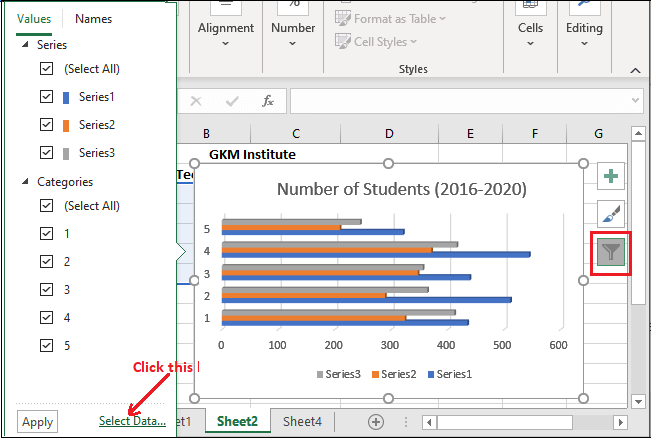 Values Names
Series
(Select All)
Series1
Series2
Series3
Categories
(Select All)
1
2
3
4
5
Apply
Select Data...
Click this
Alignment
Number
Format as Table
Cell Styles
Styles
Cells
Editing
fx
B C D E F G
GKM Institute
Number of Students (2016-2020)
5
4
3
2
1
0 100 200 300 400 500 600
Series3 Series2 Series1
Sheet2 Sheet4